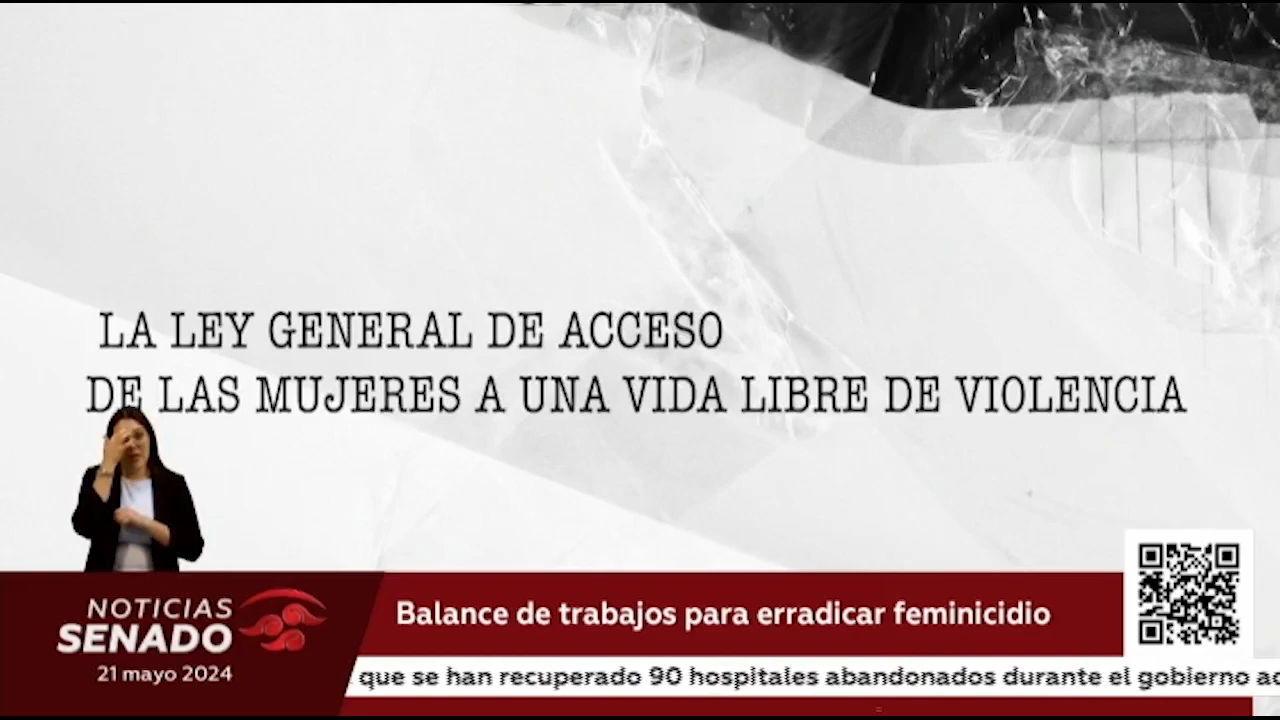 LA LEY GENERAL DE ACCESO
DE LAS MUJERES A UNA VIDA LIBRE DE VIOLENCIA
NOTICIAS
SENADO
21 mayo 2024
Balance de trabajos para erradicar feminicidio
que se han recuperado 90 hospitales abandonados durante el gobierno